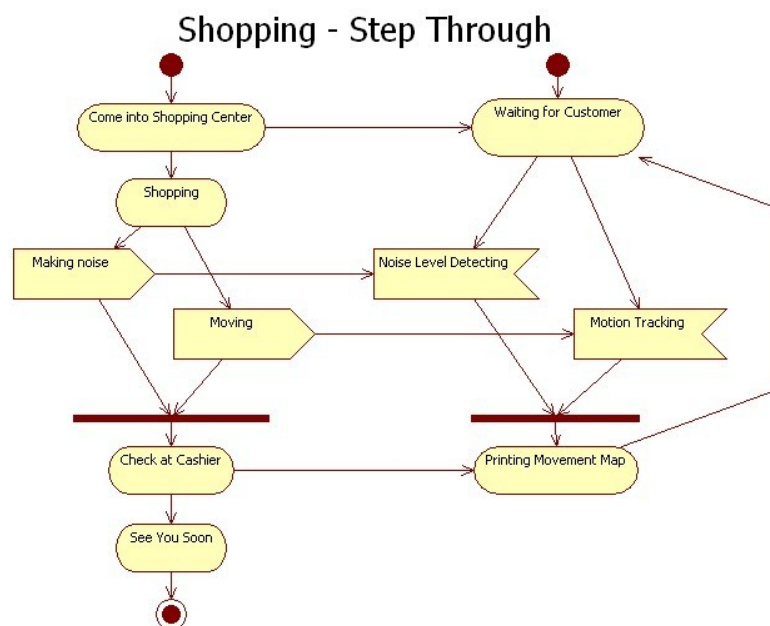 Shopping - Step Through
Come into Shopping Center
Waiting for Customer
Shopping
Making noise
Noise Level Detecting
Moving
Motion Tracking
Check at Cashier
Printing Movement Map
See You Soon